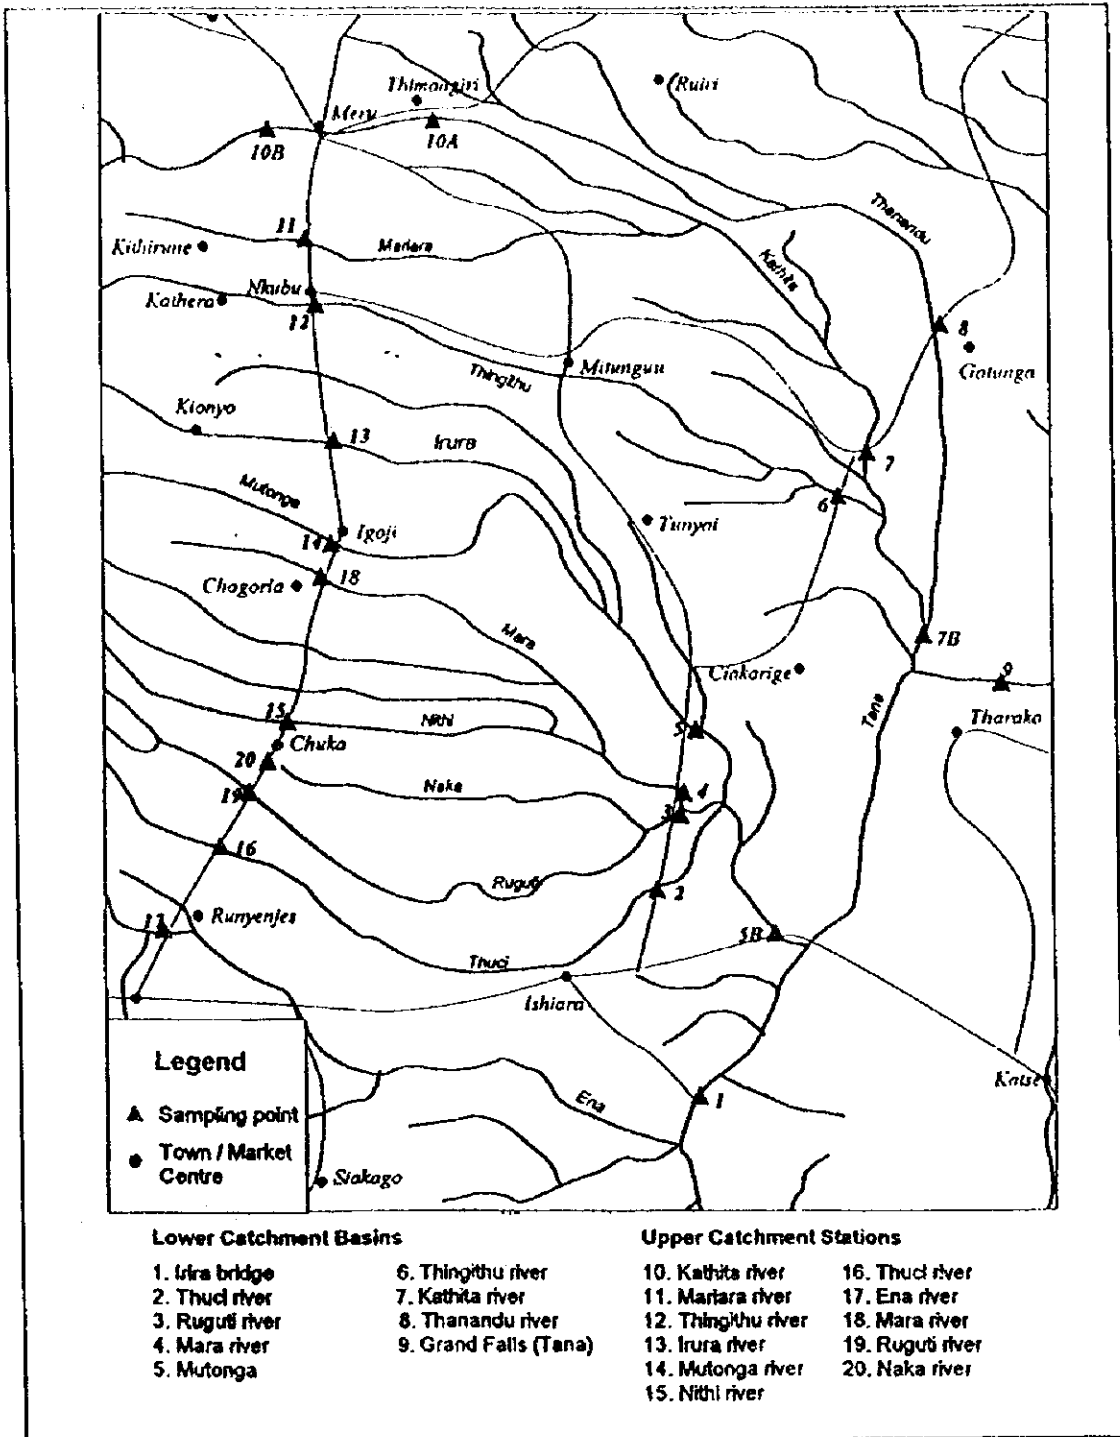 Thimangiri
Ruiri
Meru
10B
10A
Thanandu
11
Kithirune
Mariara
Kathita
Nkubu
Kathera
12
8
Mitunguu
Gatunga
Thingithu
Kionyo
13
Irura
7
Mutonga
6
Tunyai
Igoji
14
18
Chogoria
Mara
7B
Ciakarige
9
Tana
15
Nithi
Tharaka
5
Chuka
20
Naka
4
19
3
16
Ruguti
2
Runyenjes
17
5B
Thuci
Ishiara
Legend
Katse
Sampling point
1
Ena
Town / Market
Centre
Siakago
Lower Catchment Basins
1. Irira bridge
2. Thuci river
3. Ruguti river
4. Mara river
5. Mutonga
6. Thingithu river
7. Kathita river
8. Thanandu river
9. Grand Falls (Tana)
Upper Catchment Stations
10. Kathita river
11. Mariara river
12. Thingithu river
13. Irura river
14. Mutonga river
15. Nithi river
16. Thuci river
17. Ena river
18. Mara river
19. Ruguti river
20. Naka river